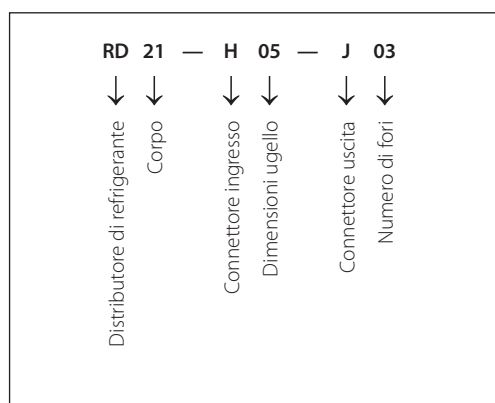 RD 21 — H 05 — J 03
Distributore di refrigerante
Corpo
Connettore ingresso
Dimensioni ugello
Connettore uscita
Numero di fori